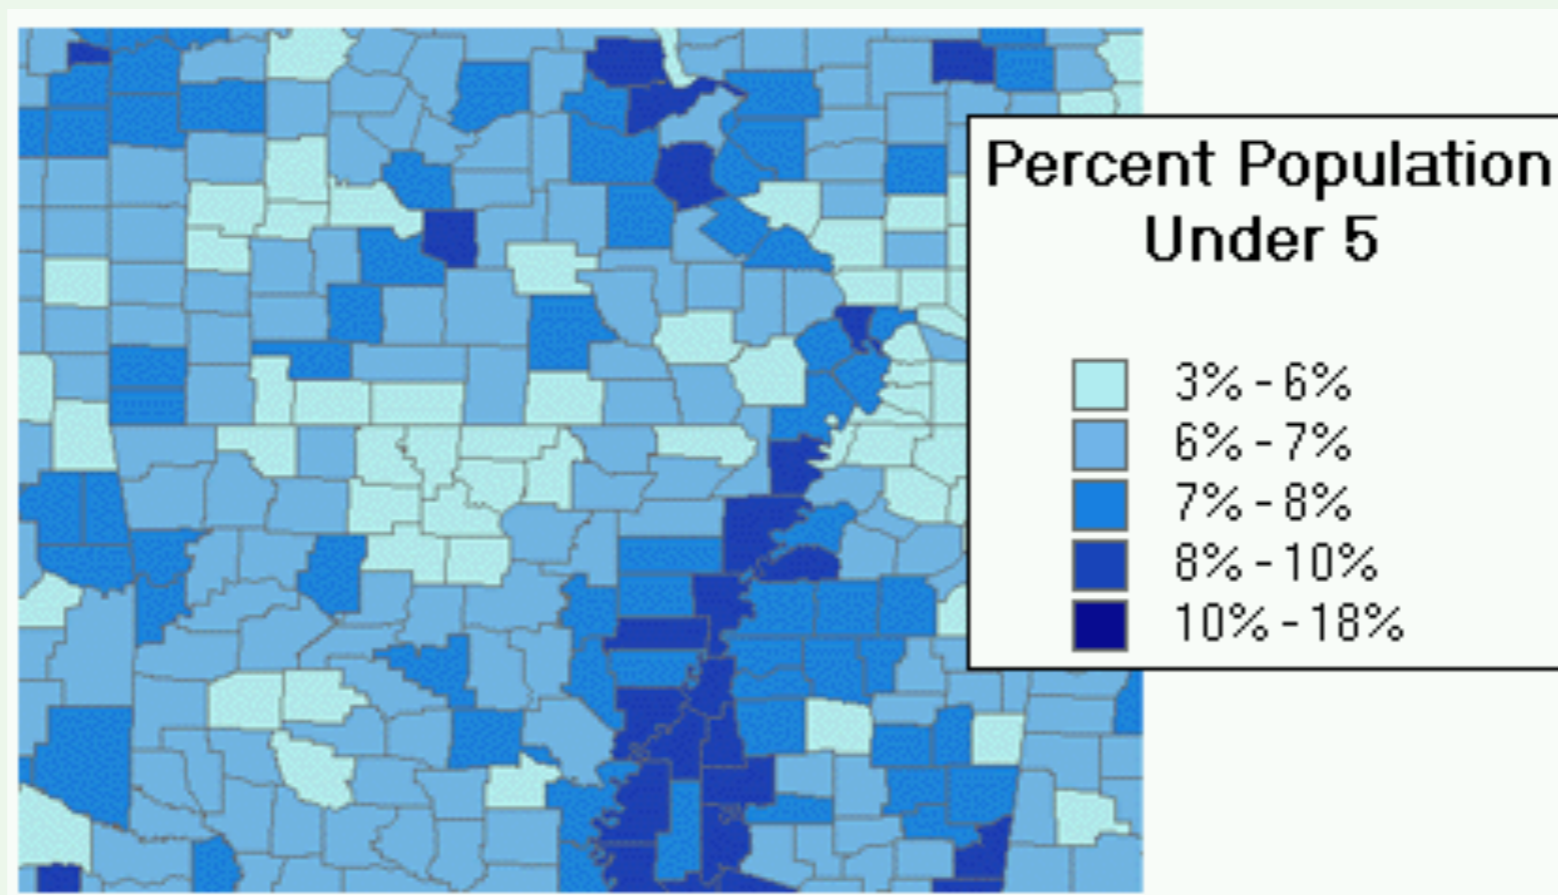 Percent Population
Under 5
3% - 6%
6% - 7%
7% - 8%
8% - 10%
10% - 18%